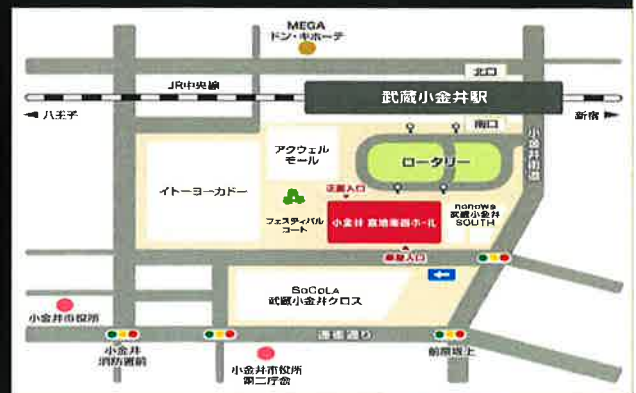 MEGA
ドン・キホーテ
北口
JR中央線
武蔵小金井駅
八王子
新宿
南口
小金井街道
アクウェル
モール
ロータリー
イトーヨーカドー
正面入口
フェスティバル
コート
小金井 宮地楽器ホール
nonowa
武蔵小金井
SOUTH
車屋入口
SoCoLA
武蔵小金井クロス
小金井市役所
連雀通り
小金井
消防署前
前原坂上
小金井市役所
第二庁舎